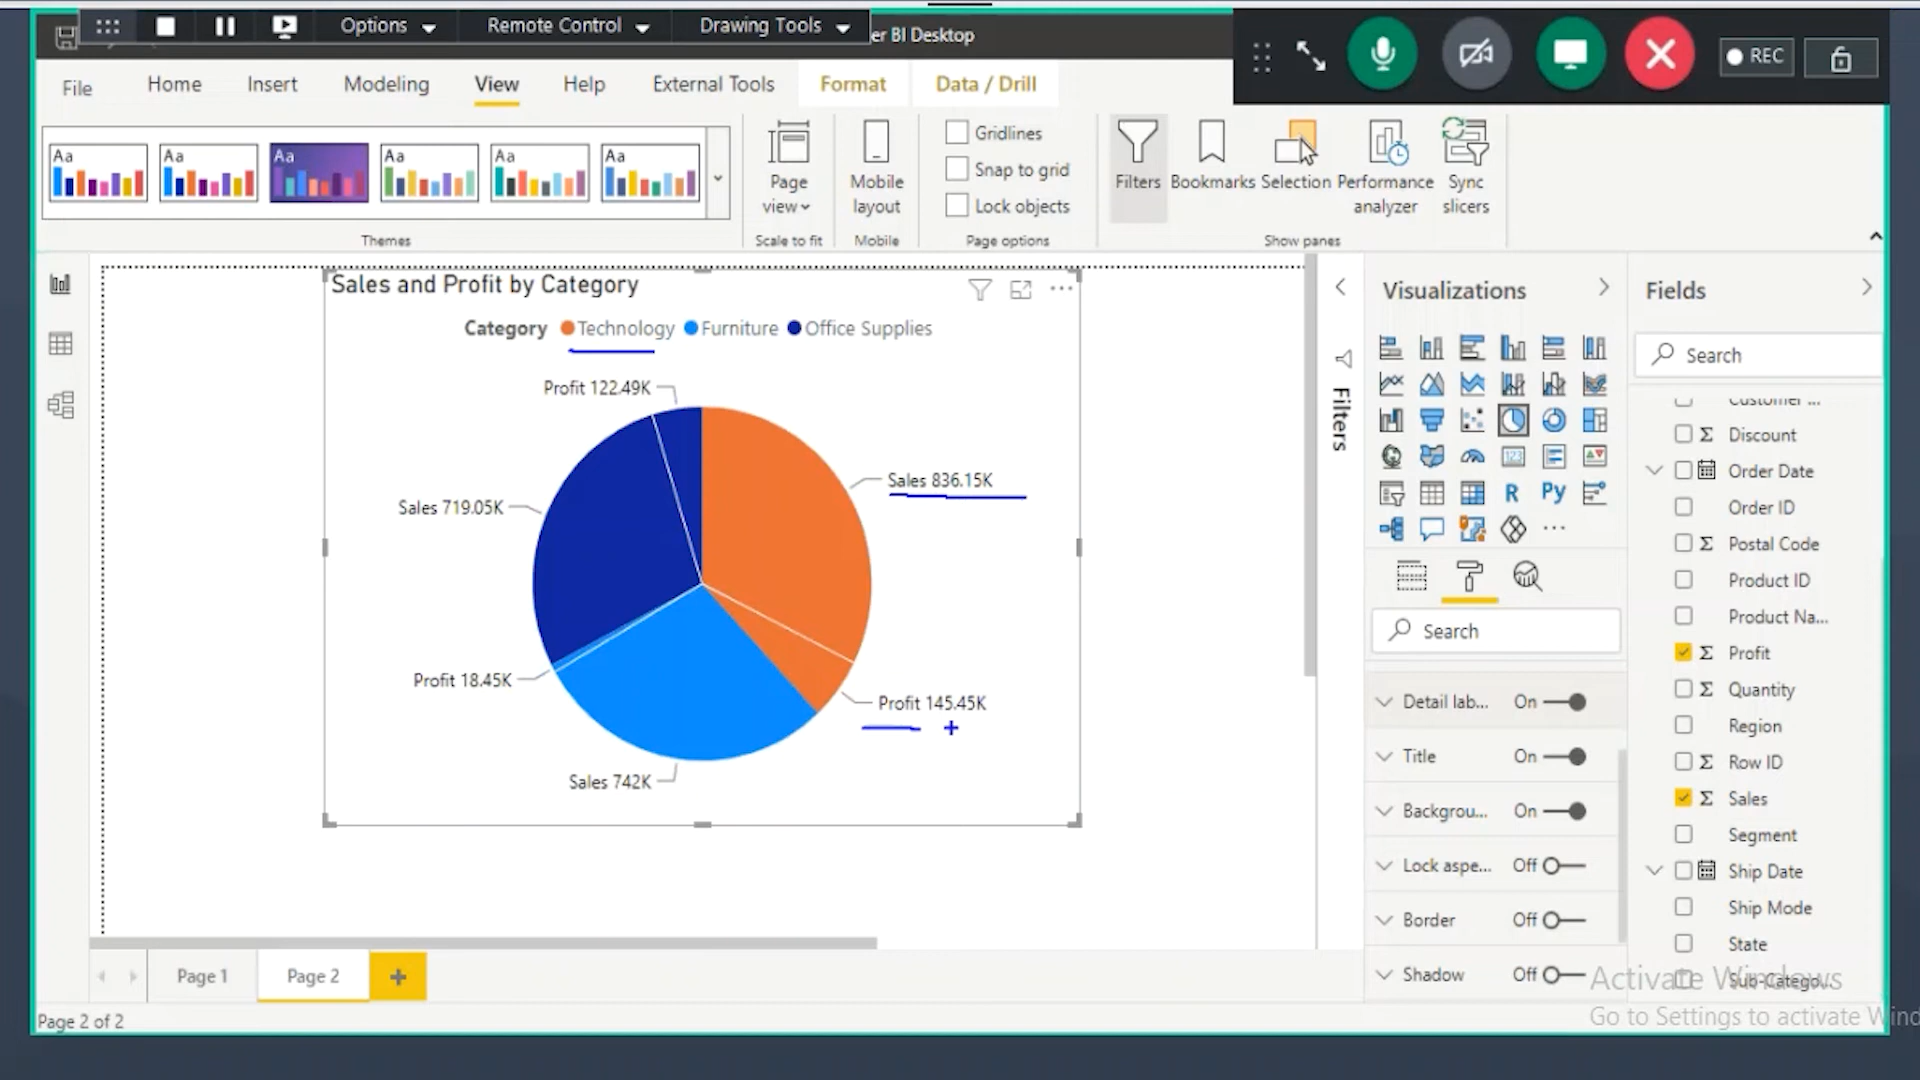 Options
Remote Control
Drawing Tools
er BI Desktop
REC
File
Home
Insert
Modeling
View
Help
External Tools
Format
Data / Drill
Aa
Aa
Aa
Aa
Aa
Aa
Themes
Page
view
Scale to fit
Mobile
layout
Mobile
Gridlines
Snap to grid
Lock objects
Page options
Filters
Bookmarks
Selection
Performance
analyzer
Sync
slicers
Show panes
Sales and Profit by Category
Category
Technology
Furniture
Office Supplies
Profit 122.49K
Sales 836.15K
Sales 719.05K
Profit 18.45K
Profit 145.45K
Sales 742K
Filters
Visualizations
123
R
Py
Search
Detail lab... On
Title On
Backgrou... On
Lock aspe... Off
Border Off
Shadow Off
Fields
Search
Customer ...
Discount
Order Date
Order ID
Postal Code
Product ID
Product Na...
Profit
Quantity
Region
Row ID
Sales
Segment
Ship Date
Ship Mode
State
Sub-Catego...
Activate Windows
Go to Settings to activate Wind
Page 1
Page 2
Page 2 of 2